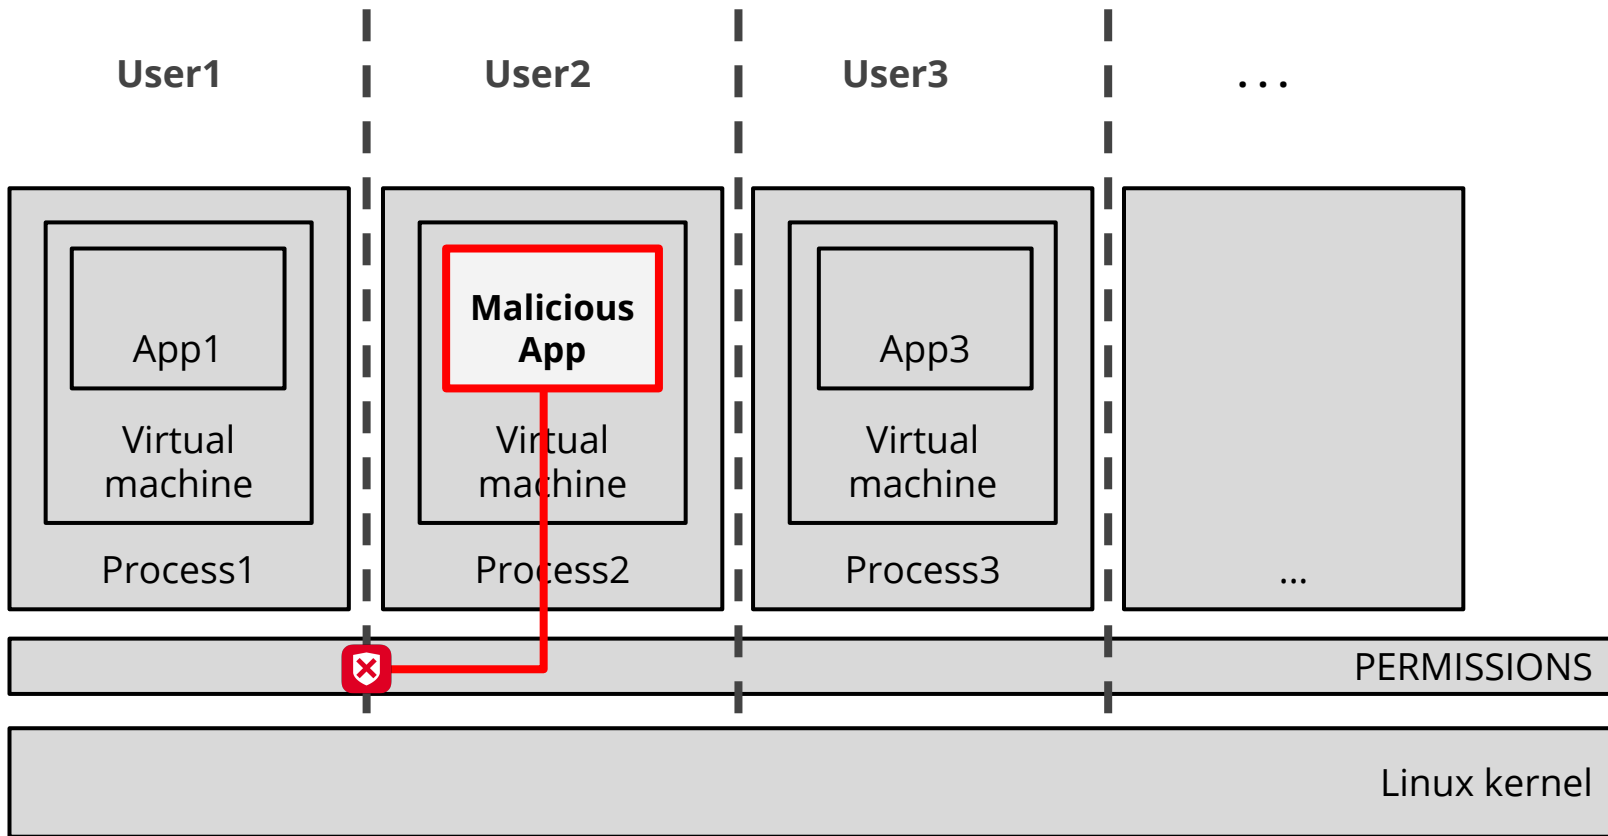 User1
User2
User3
...
App1
Virtual
machine
Process1
Malicious
App
Virtual
machine
Process2
App3
Virtual
machine
Process3
...
PERMISSIONS
Linux kernel